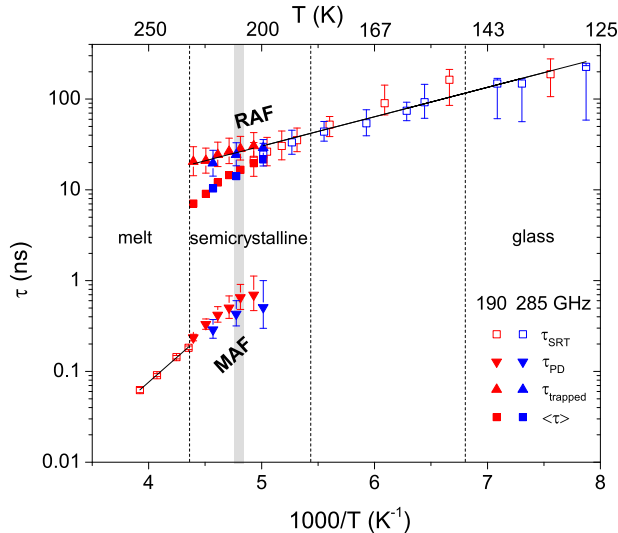 T (K)
250 200 167 143 125
100
10
1
0.1
0.01
τ (ns)
RAF
melt semicrystalline glass
MAF
190 285 GHz
τSRT
τPD
τtrapped
<τ>
4 5 6 7 8
1000/T (K⁻¹)